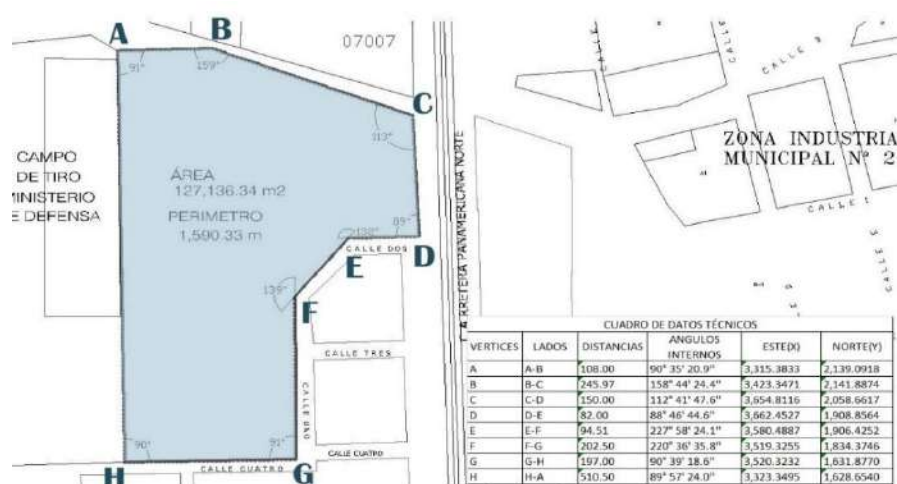 A
B
C
D
E
F
G
H
91°
159°
113°
89°
139°
90°
91°
07007
CAMPO
DE TIRO
MINISTERIO
E DEFENSA
ÁREA
127,136.34 m2
PERIMETRO
1,590.33 m
CALLE DOS
CALLE TRES
CALLE UNO
CALLE CUATRO
CALLE CUATRO
CARRETERA PANAMERICANA NORTE
CALLE
CALLE
CALLE
ZONA INDUSTRIA
MUNICIPAL Nº 2
CALLE
CALLE
CUADRO DE DATOS TÉCNICOS
VERTICES LADOS DISTANCIAS ANGULOS INTERNOS ESTE(X) NORTE(Y)
A A-B 108.00 90° 35' 20.9" 3,315.3833 2,139.0918
B B-C 245.97 158° 44' 24.4" 3,423.3471 2,141.8874
C C-D 150.00 112° 41' 47.6" 3,654.8116 2,058.6617
D D-E 82.00 88° 46' 44.6" 3,662.4527 1,908.8564
E E-F 94.51 227° 58' 24.1" 3,580.4887 1,906.4252
F F-G 202.50 220° 36' 35.8" 3,519.3255 1,834.3746
G G-H 197.00 90° 39' 18.6" 3,520.3232 1,631.8770
H H-A 510.50 89° 57' 24.0" 3,323.3495 1,628.6540